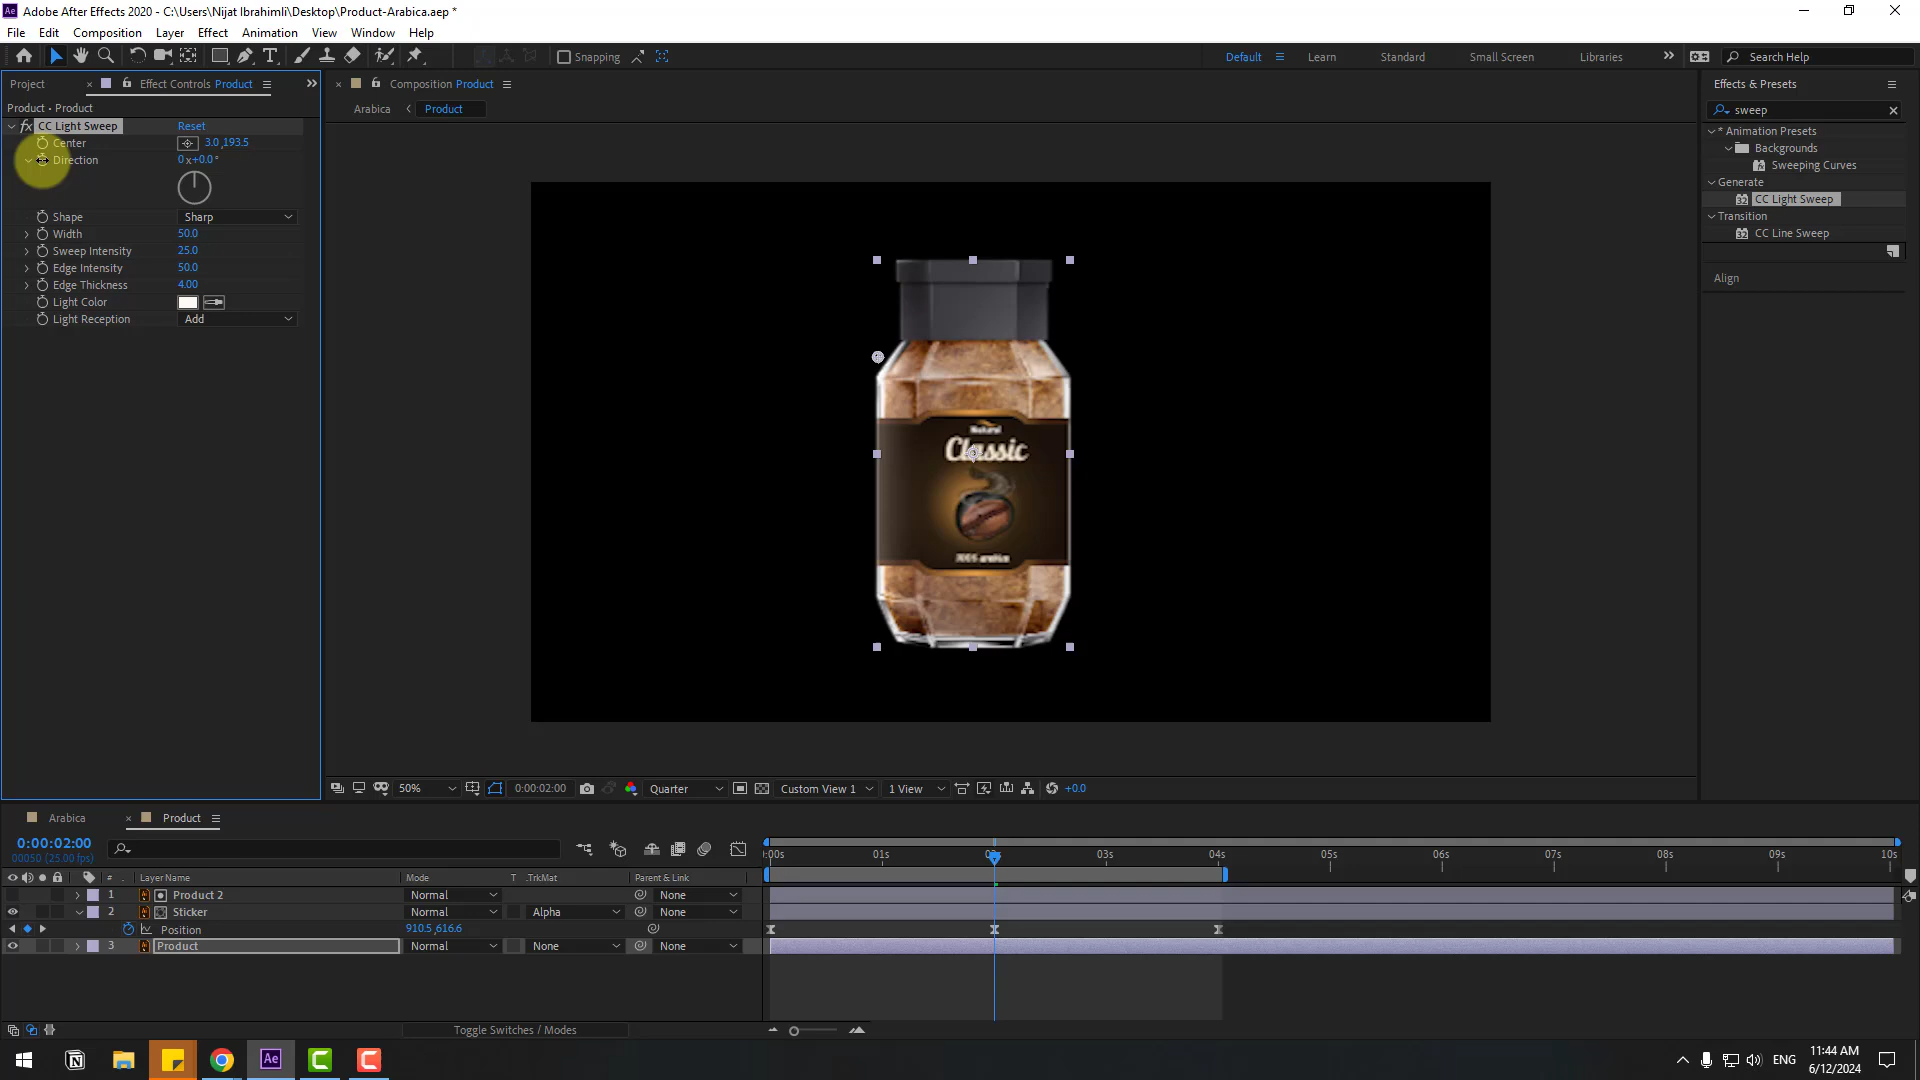 Adobe After Effects 2020 - C:\Users\Nijat Ibrahimli\Desktop\Product-Arabica.aep *
File Edit Composition Layer Effect Animation View Window Help
Snapping
Default Learn Standard Small Screen Libraries Search Help
Project Effect Controls Product
Composition Product
Effects & Presets
Product • Product
Arabica Product
sweep
fx CC Light Sweep Reset
Center 3.0 ,193.5
Direction 0 x+0.0 °
Shape Sharp
Width 50.0
Sweep Intensity 25.0
Edge Intensity 50.0
Edge Thickness 4.00
Light Color
Light Reception Add
* Animation Presets
Backgrounds
Sweeping Curves
Generate
CC Light Sweep
Transition
CC Line Sweep
Align
Natural
Classic
100% arabica
50% 0:00:02:00 Quarter Custom View 1 1 View +0.0
Arabica Product
0:00:02:00
00050 (25.00 fps)
:00s 01s 02s 03s 04s 05s 06s 07s 08s 09s 10s
# Layer Name Mode T .TrkMat Parent & Link
1 Product 2 Normal None
2 Sticker Normal Alpha None
Position 910.5 ,616.6
3 Product Normal None None
Toggle Switches / Modes
Ae
ENG
11:44 AM
6/12/2024